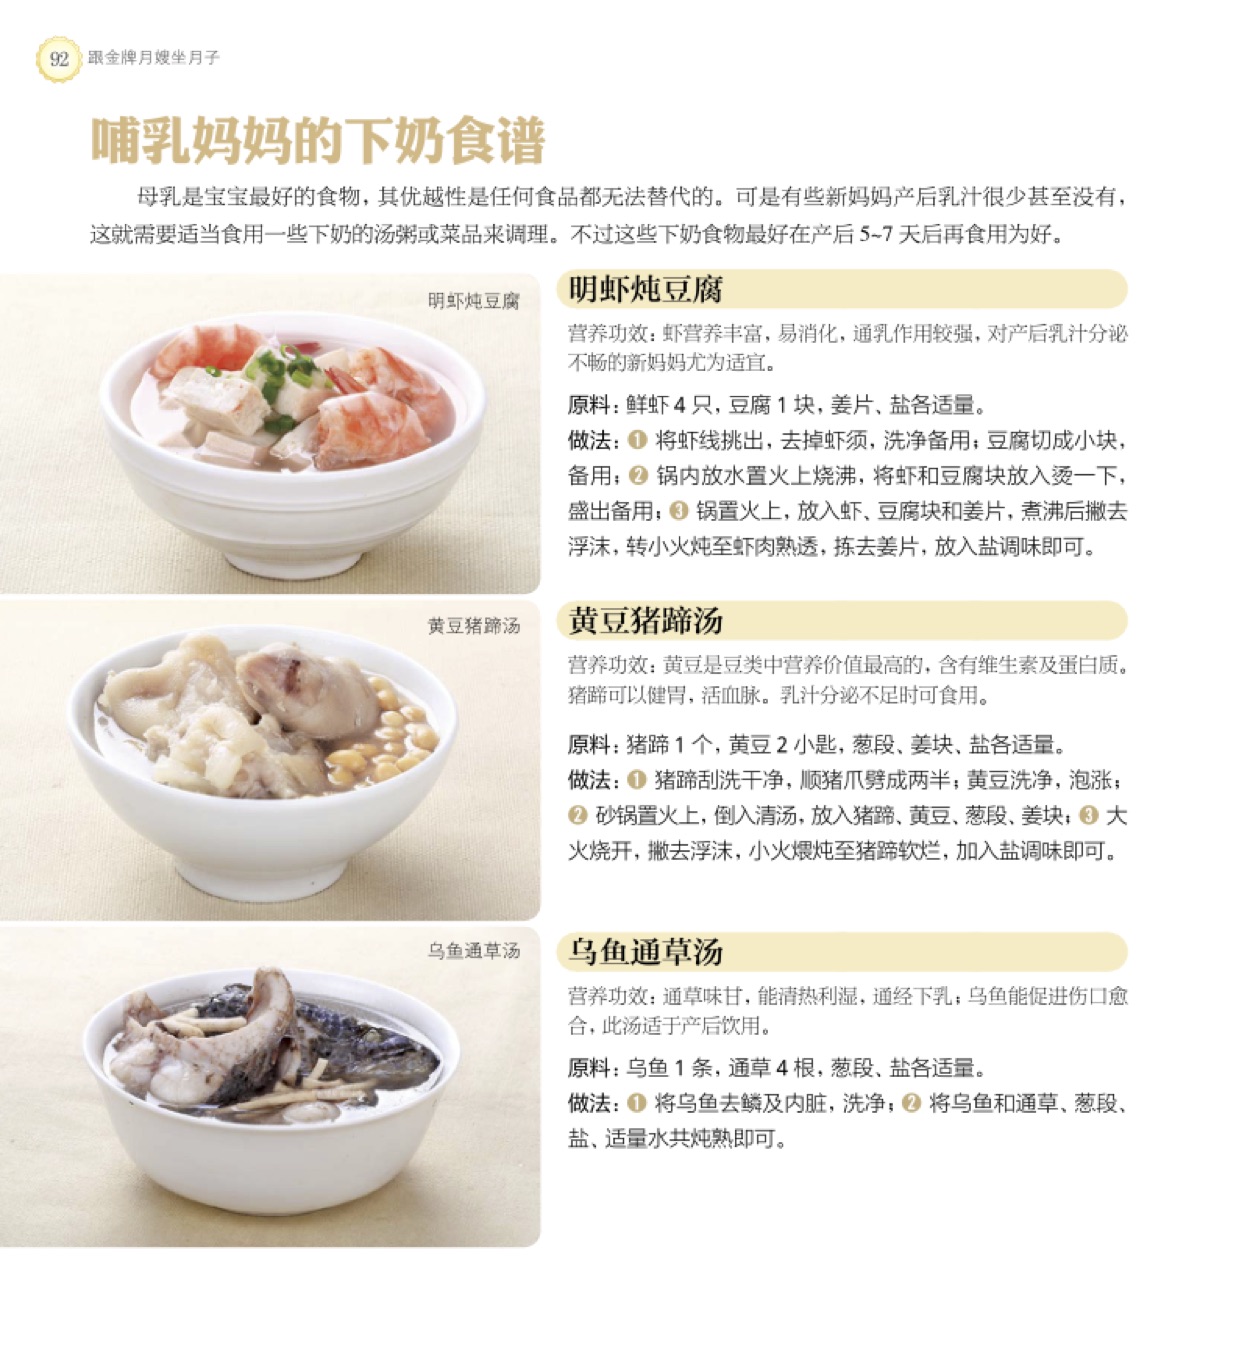 92
跟金牌月嫂坐月子
哺乳妈妈的下奶食谱
母乳是宝宝最好的食物，其优越性是任何食品都无法替代的。可是有些新妈妈产后乳汁很少甚至没有，
这就需要适当食用一些下奶的汤粥或菜品来调理。不过这些下奶食物最好在产后 5~7 天后再食用为好。
明虾炖豆腐
明虾炖豆腐
营养功效：虾营养丰富，易消化，通乳作用较强，对产后乳汁分泌
不畅的新妈妈尤为适宜。
原料：鲜虾 4 只，豆腐 1 块，姜片、盐各适量。
做法：❶ 将虾线挑出，去掉虾须，洗净备用；豆腐切成小块，
备用；❷ 锅内放水置火上烧沸，将虾和豆腐块放入烫一下，
盛出备用；❸ 锅置火上，放入虾、豆腐块和姜片，煮沸后撇去
浮沫，转小火炖至虾肉熟透，拣去姜片，放入盐调味即可。
黄豆猪蹄汤
黄豆猪蹄汤
营养功效：黄豆是豆类中营养价值最高的，含有维生素及蛋白质。
猪蹄可以健胃，活血脉。乳汁分泌不足时可食用。
原料：猪蹄 1 个，黄豆 2 小匙，葱段、姜块、盐各适量。
做法：❶ 猪蹄刮洗干净，顺猪爪劈成两半；黄豆洗净，泡涨；
❷ 砂锅置火上，倒入清汤，放入猪蹄、黄豆、葱段、姜块；❸ 大
火烧开，撇去浮沫，小火煨炖至猪蹄软烂，加入盐调味即可。
乌鱼通草汤
乌鱼通草汤
营养功效：通草味甘，能清热利湿，通经下乳；乌鱼能促进伤口愈
合，此汤适于产后饮用。
原料：乌鱼 1 条，通草 4 根，葱段、盐各适量。
做法：❶ 将乌鱼去鳞及内脏，洗净；❷ 将乌鱼和通草、葱段、
盐、适量水共炖熟即可。